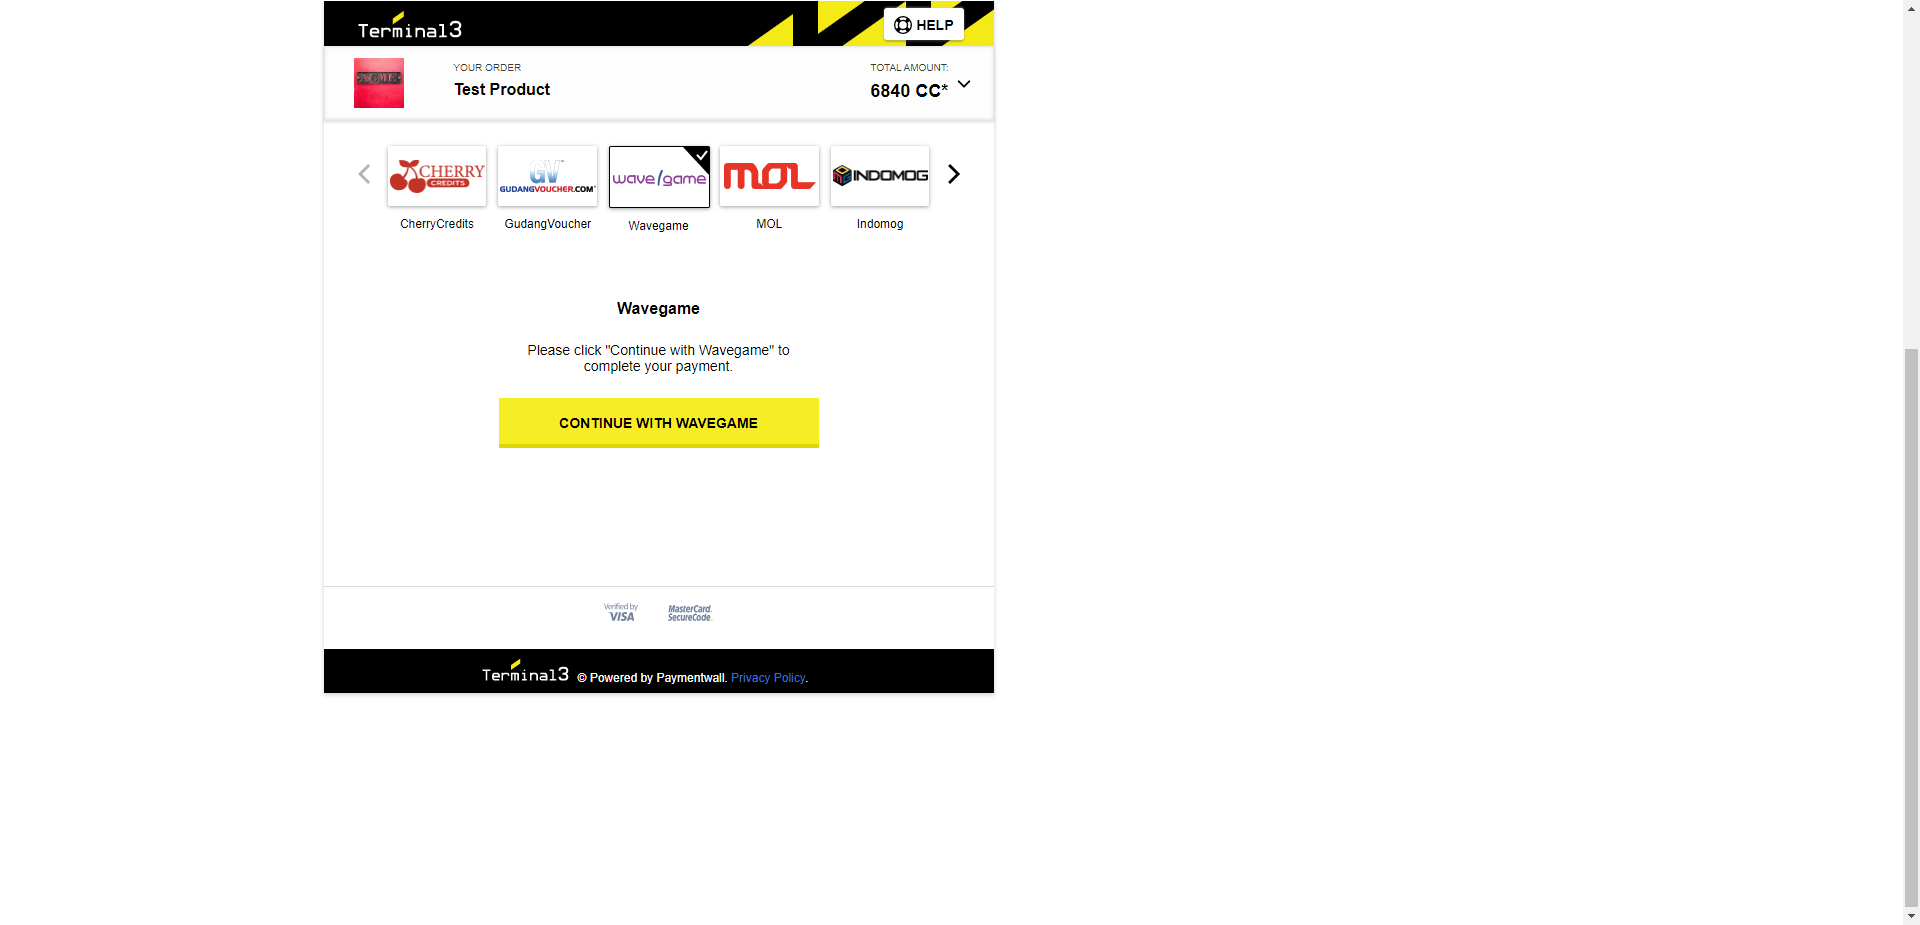 Terminal3
HELP
YOUR ORDER
Test Product
TOTAL AMOUNT:
6840 CC*
ACME
CHERRY
CREDITS
GV
GUDANGVOUCHER.COM
wave/game
mOL
INDOMOG
CherryCredits
GudangVoucher
Wavegame
MOL
Indomog
Wavegame
Please click "Continue with Wavegame" to
complete your payment.
CONTINUE WITH WAVEGAME
Verified by
VISA
MasterCard.
SecureCode.
Terminal3 © Powered by Paymentwall. Privacy Policy.